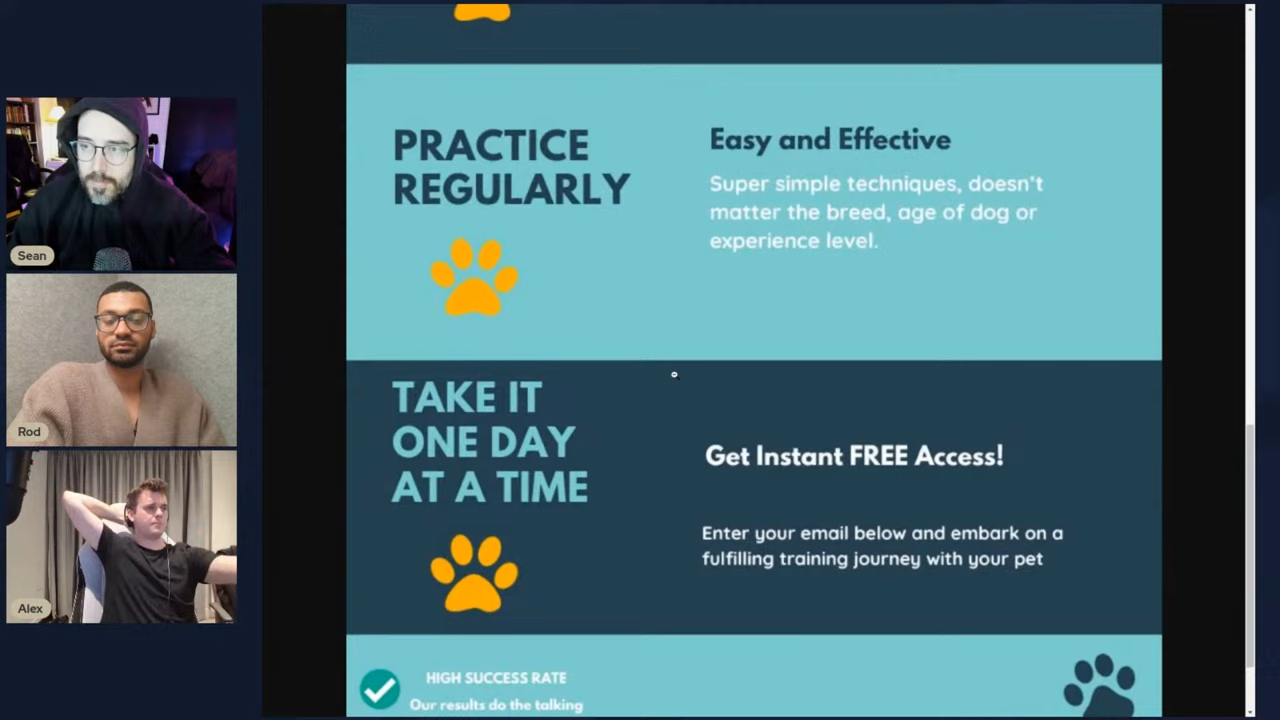 Sean
Rod
Alex
PRACTICE
REGULARLY
Easy and Effective
Super simple techniques, doesn't
matter the breed, age of dog or
experience level.
TAKE IT
ONE DAY
AT A TIME
Get Instant FREE Access!
Enter your email below and embark on a
fulfilling training journey with your pet
HIGH SUCCESS RATE
Our results do the talking